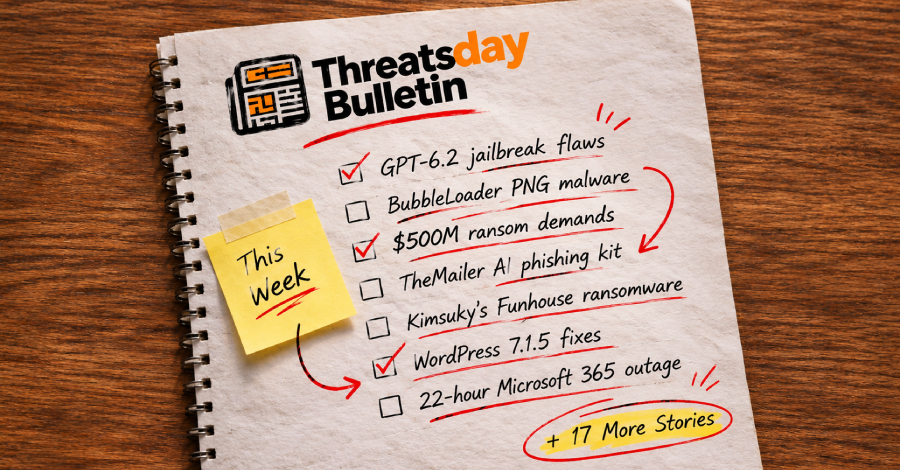 Threatsday
Bulletin
This
Week
GPT-6.2 jailbreak flaws
BubbleLoader PNG malware
$500M ransom demands
TheMailer AI phishing kit
Kimsuky's Funhouse ransomware
WordPress 7.1.5 fixes
22-hour Microsoft 365 outage
+ 17 More Stories